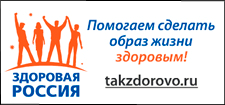 ЗДОРОВАЯ
РОССИЯ
Помогаем сделать
образ жизни
здоровым!
takzdorovo.ru